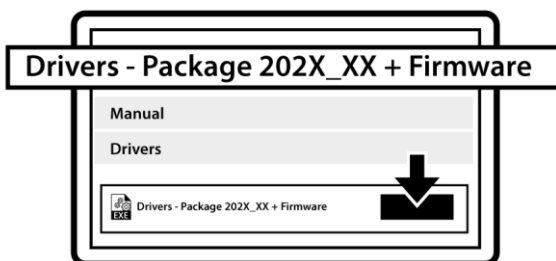 Drivers - Package 202X_XX + Firmware
Manual
Drivers
EXE Drivers - Package 202X_XX + Firmware